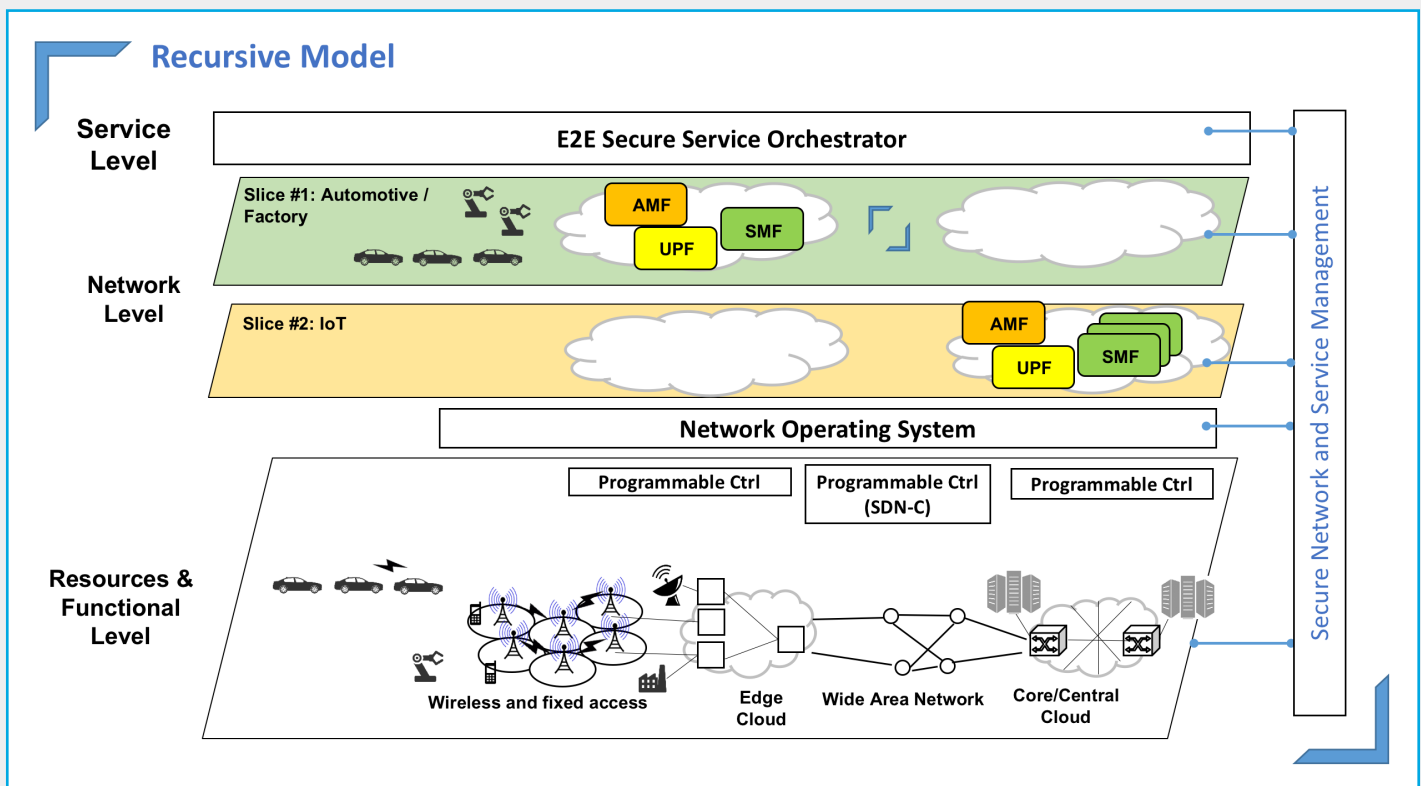 Recursive Model
Service
Level
E2E Secure Service Orchestrator
Slice #1: Automotive /
Factory
AMF
UPF
SMF
Network
Level
Slice #2: IoT
AMF
UPF
SMF
Network Operating System
Programmable Ctrl
Programmable Ctrl
(SDN-C)
Programmable Ctrl
Resources &
Functional
Level
Wireless and fixed access
Edge
Cloud
Wide Area Network
Core/Central
Cloud
Secure Network and Service Management